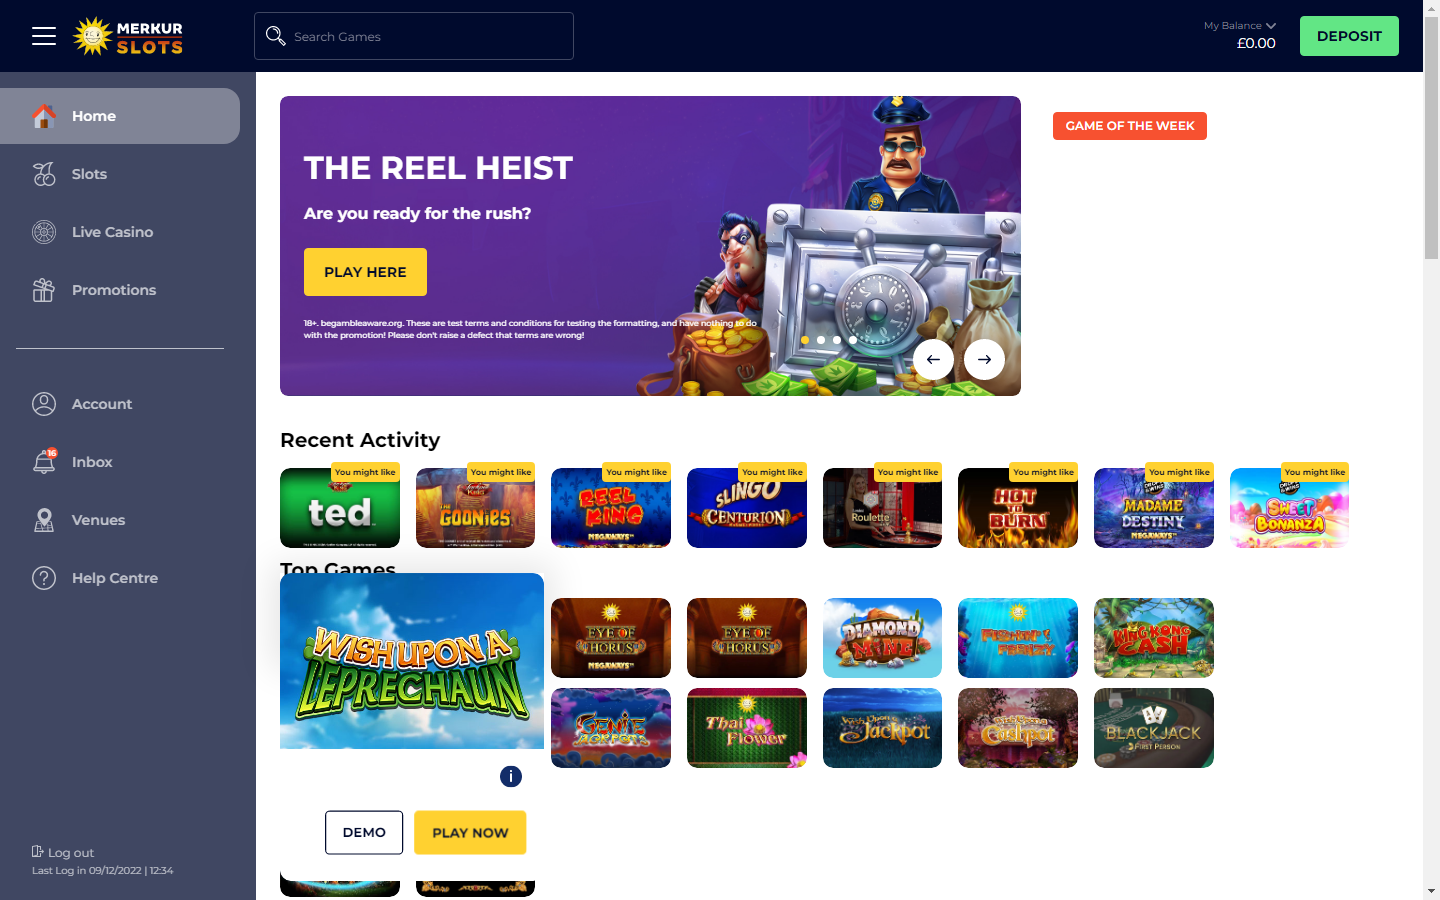 MERKUR
SLOTS
Search Games
My Balance
£0.00
DEPOSIT
Home
Slots
Live Casino
Promotions
Account
16
Inbox
Venues
Help Centre
Log out
Last Log in 09/12/2022 | 12:34
THE REEL HEIST
Are you ready for the rush?
PLAY HERE
18+. begambleaware.org. These are test terms and conditions for testing the formatting, and have nothing to do
with the promotion! Please don't raise a defect that terms are wrong!
GAME OF THE WEEK
Recent Activity
You might like
You might like
You might like
You might like
You might like
You might like
You might like
You might like
ted
THE
GOONIES
REEL
KING
MEGAWAYS
SLINGO
CENTURION
Roulette
HOT
TO
BURN
MADAME
DESTINY
MEGAWAYS
SWEET
BONANZA
Top Games
WISH UPON A
LEPRECHAUN
i
DEMO
PLAY NOW
EYE OF
HORUS
MEGAWAYS
EYE OF
HORUS
DIAMOND
MINE
FISHIN'
FRENZY
KING KONG
CASH
GENIE
JACKPOTS
Thai
Flower
Wish Upon a
Jackpot
Cashpot
BLACKJACK
FIRST PERSON